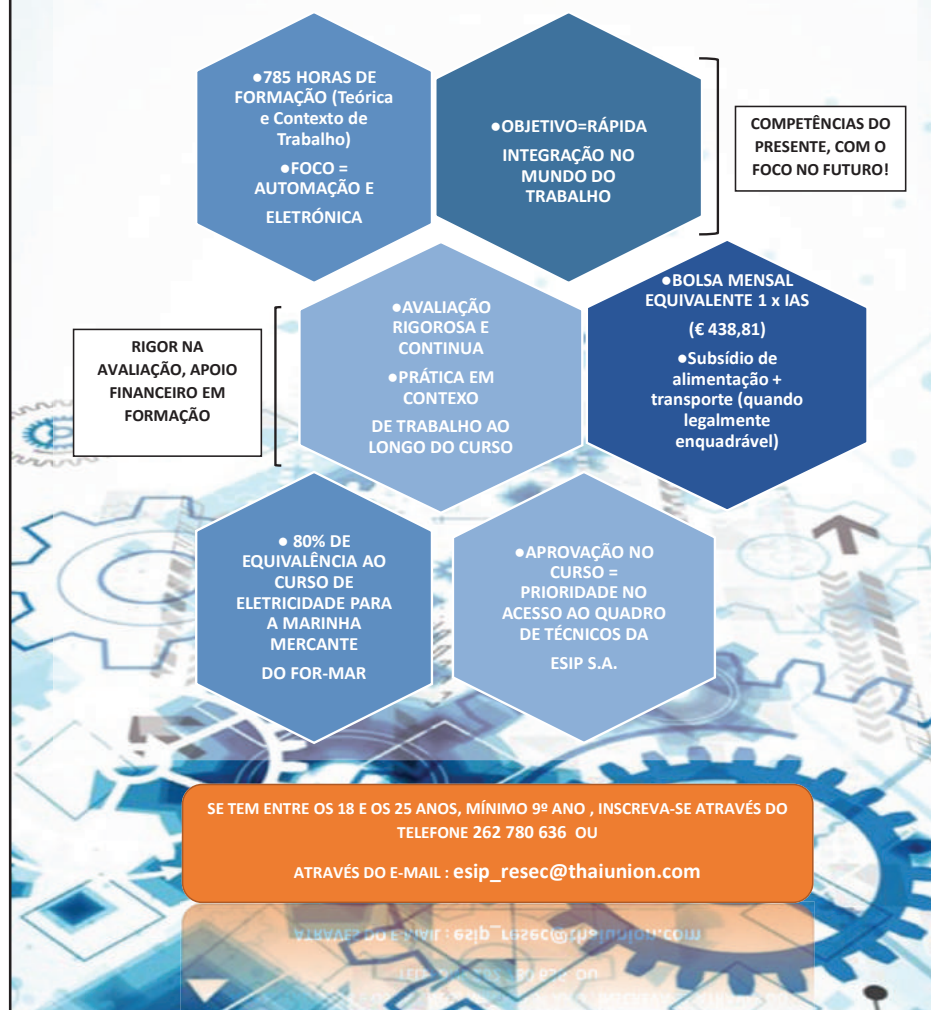 ●785 HORAS DE
FORMAÇÃO (Teórica
e Contexto de
Trabalho)
●FOCO =
AUTOMAÇÃO E
ELETRÓNICA
●OBJETIVO=RÁPIDA
INTEGRAÇÃO NO
MUNDO DO
TRABALHO
COMPETÊNCIAS DO
PRESENTE, COM O
FOCO NO FUTURO!
RIGOR NA
AVALIAÇÃO, APOIO
FINANCEIRO EM
FORMAÇÃO
●AVALIAÇÃO
RIGOROSA E
CONTINUA
●PRÁTICA EM
CONTEXO
DE TRABALHO AO
LONGO DO CURSO
●BOLSA MENSAL
EQUIVALENTE 1 x IAS
(€ 438,81)
●Subsídio de
alimentação +
transporte (quando
legalmente
enquadrável)
● 80% DE
EQUIVALÊNCIA AO
CURSO DE
ELETRICIDADE PARA
A MARINHA
MERCANTE
DO FOR-MAR
●APROVAÇÃO NO
CURSO =
PRIORIDADE NO
ACESSO AO QUADRO
DE TÉCNICOS DA
ESIP S.A.
SE TEM ENTRE OS 18 E OS 25 ANOS, MÍNIMO 9º ANO , INSCREVA-SE ATRAVÉS DO
TELEFONE 262 780 636 OU
ATRAVÉS DO E-MAIL : esip_resec@thaiunion.com